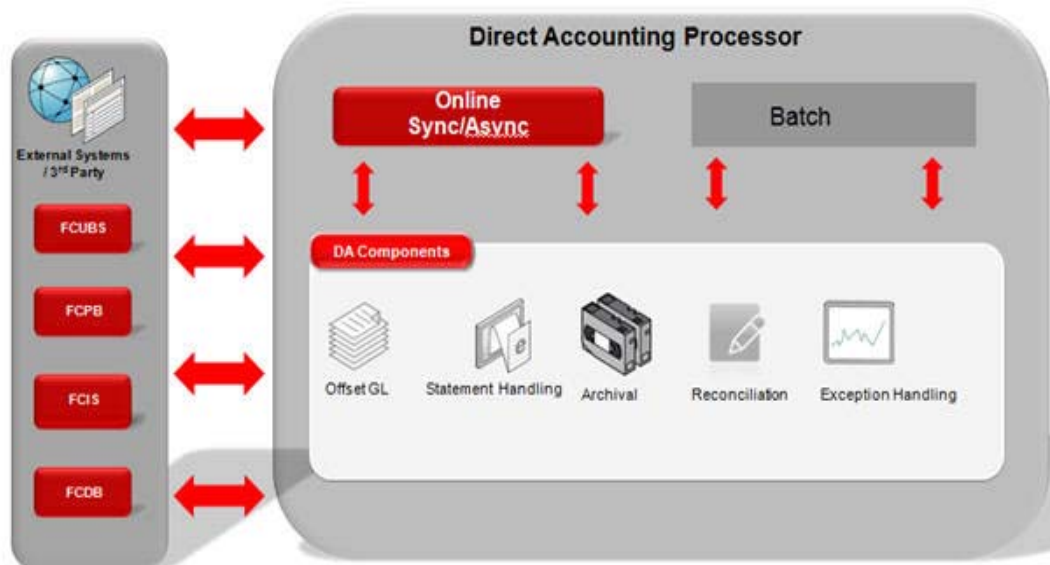 Direct Accounting Processor
Online
Sync/Async
Batch
External Systems
/ 3rd Party
FCUBS
FCPB
FCIS
FCDB
DA Components
Offset GL
Statement Handling
e
Archival
Reconciliation
Exception Handling